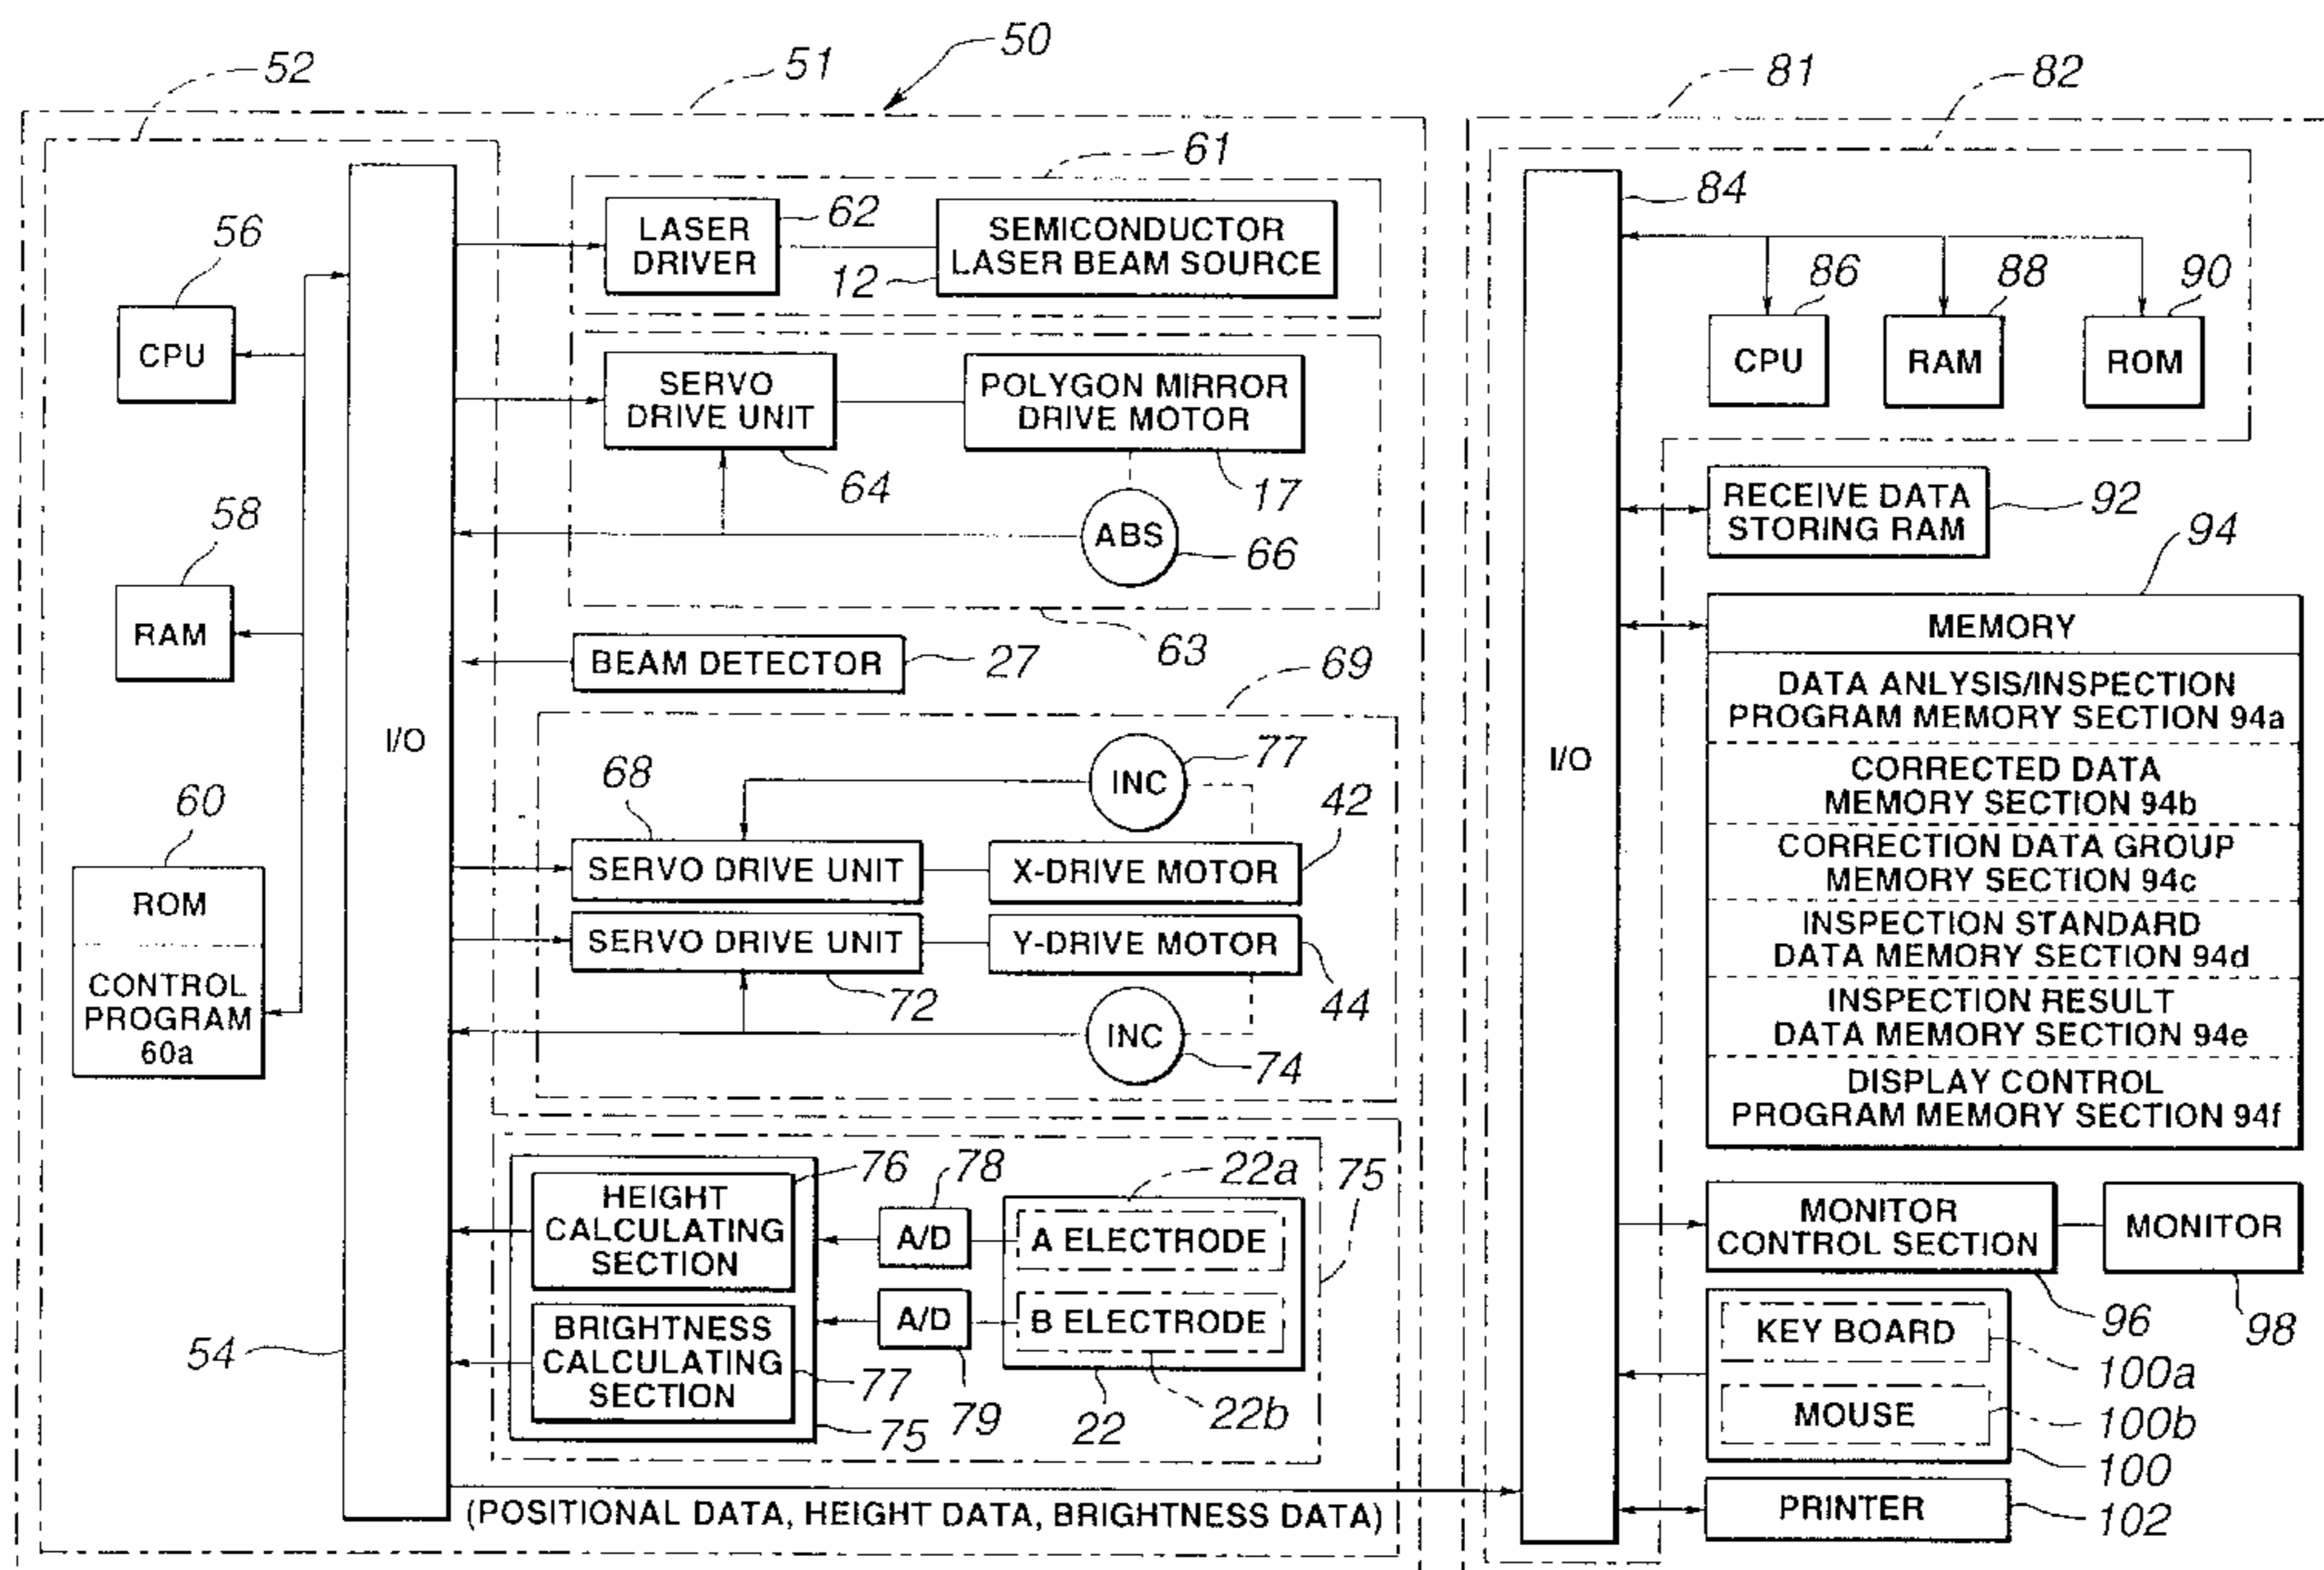 50
52
51
81
82
61
84
62
LASER
DRIVER
SEMICONDUCTOR
LASER BEAM SOURCE
12
56
CPU
86
88
90
CPU
RAM
ROM
SERVO
DRIVE UNIT
POLYGON MIRROR
DRIVE MOTOR
64
17
ABS
66
58
RAM
63
BEAM DETECTOR
27
69
RECEIVE DATA
STORING RAM
92
94
MEMORY
DATA ANLYSIS/INSPECTION
PROGRAM MEMORY SECTION 94a
CORRECTED DATA
MEMORY SECTION 94b
CORRECTION DATA GROUP
MEMORY SECTION 94c
INSPECTION STANDARD
DATA MEMORY SECTION 94d
INSPECTION RESULT
DATA MEMORY SECTION 94e
DISPLAY CONTROL
PROGRAM MEMORY SECTION 94f
I/O
I/O
77
INC
68
42
SERVO DRIVE UNIT
X-DRIVE MOTOR
SERVO DRIVE UNIT
Y-DRIVE MOTOR
72
44
INC
74
60
ROM
CONTROL
PROGRAM
60a
76
78
22a
75
HEIGHT
CALCULATING
SECTION
A/D
A ELECTRODE
BRIGHTNESS
CALCULATING
SECTION
A/D
B ELECTRODE
54
77
75
79
22
22b
MONITOR
CONTROL SECTION
MONITOR
96
98
KEY BOARD
100a
MOUSE
100b
100
PRINTER
102
(POSITIONAL DATA, HEIGHT DATA, BRIGHTNESS DATA)